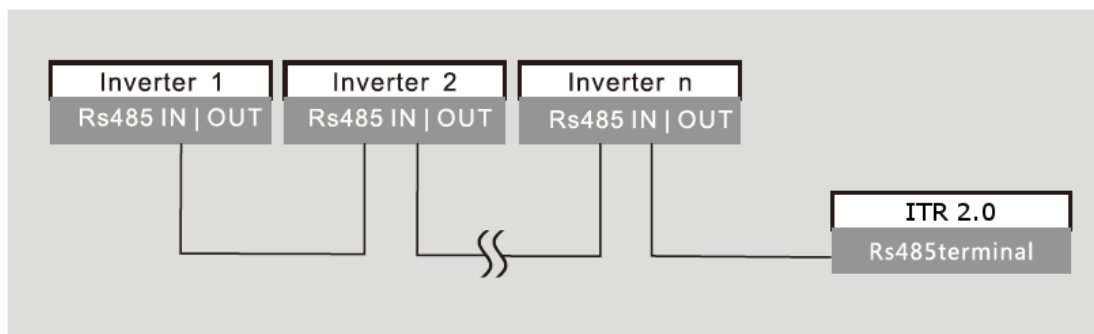 Inverter 1
Rs485 IN | OUT
Inverter 2
Rs485 IN | OUT
Inverter n
Rs485 IN | OUT
ITR 2.0
Rs485terminal